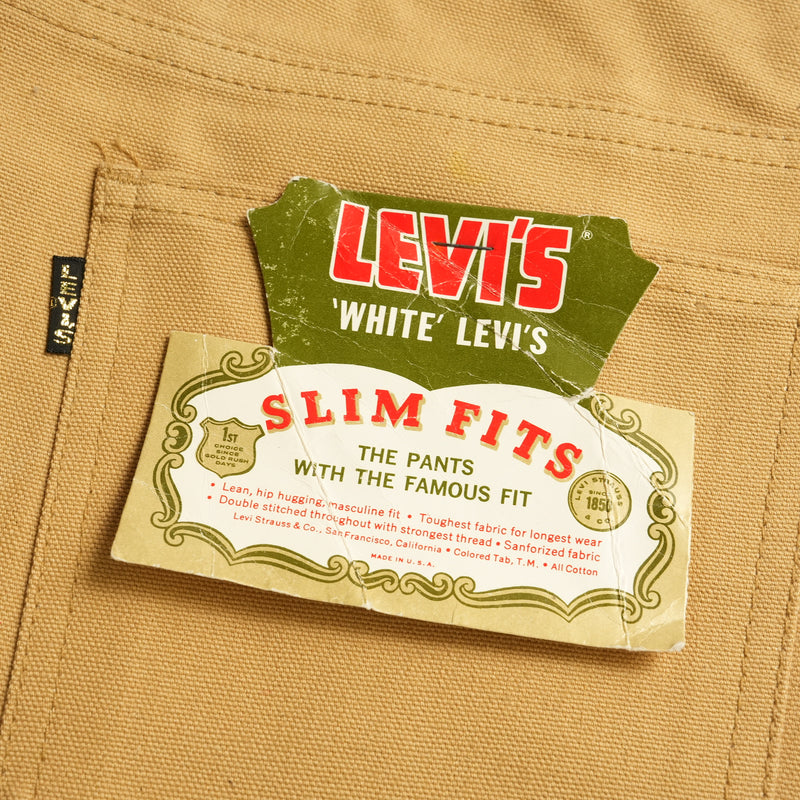 LEVI'S®
'WHITE' LEVI'S
LEVI'S
SLIM FITS
1ST
CHOICE
SINCE
GOLD RUSH
DAYS
THE PANTS
WITH THE FAMOUS FIT
LEVI STRAUSS
SINCE
1850
& CO.
• Lean, hip hugging, masculine fit • Toughest fabric for longest wear
• Double stitched throughout with strongest thread • Sanforized fabric
Levi Strauss & Co., San Francisco, California • Colored Tab, T.M. • All Cotton
MADE IN U.S.A.